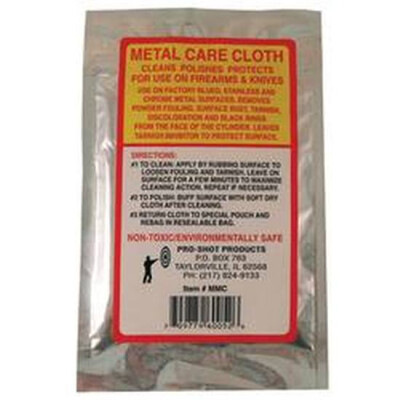 METAL CARE CLOTH
CLEANS POLISHES PROTECTS
FOR USE ON FIREARMS & KNIVES
USE ON FACTORY BLUED, STAINLESS AND
CHROME METAL SURFACES. REMOVES
POWDER FOULING, SURFACE RUST, TARNISH,
DISCOLORATION AND BLACK RINGS
FROM THE FACE OF THE CYLINDER. LEAVES
TARNISH INHIBITOR TO PROTECT SURFACE.
DIRECTIONS:
#1 TO CLEAN: APPLY BY RUBBING SURFACE TO
LOOSEN FOULING AND TARNISH. LEAVE ON
SURFACE FOR A FEW MINUTES TO MAXIMIZE
CLEANING ACTION. REPEAT IF NECESSARY.
#2 TO POLISH: BUFF SURFACE WITH SOFT DRY
CLOTH AFTER CLEANING.
#3 RETURN CLOTH TO SPECIAL POUCH AND
REBAG IN RESEALABLE BAG.
NON-TOXIC/ENVIRONMENTALLY SAFE
PRO-SHOT PRODUCTS
P.O. BOX 763
TAYLORVILLE, IL 62568
PH: (217) 824-9133
Item # MMC
7 09779 60052 6